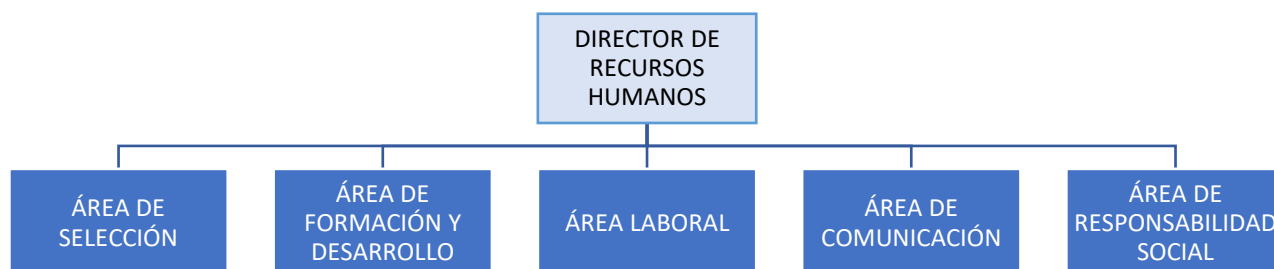 DIRECTOR DE
RECURSOS
HUMANOS
ÁREA DE
SELECCIÓN
ÁREA DE
FORMACIÓN Y
DESARROLLO
ÁREA LABORAL
ÁREA DE
COMUNICACIÓN
ÁREA DE
RESPONSABILIDAD
SOCIAL